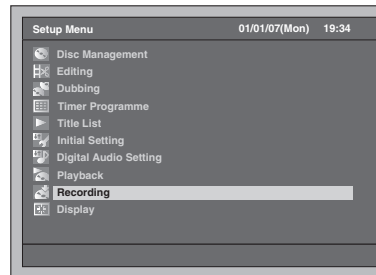 Setup Menu 01/01/07(Mon) 19:34
Disc Management
Editing
Dubbing
Timer Programme
Title List
Initial Setting
Digital Audio Setting
Playback
Recording
Display